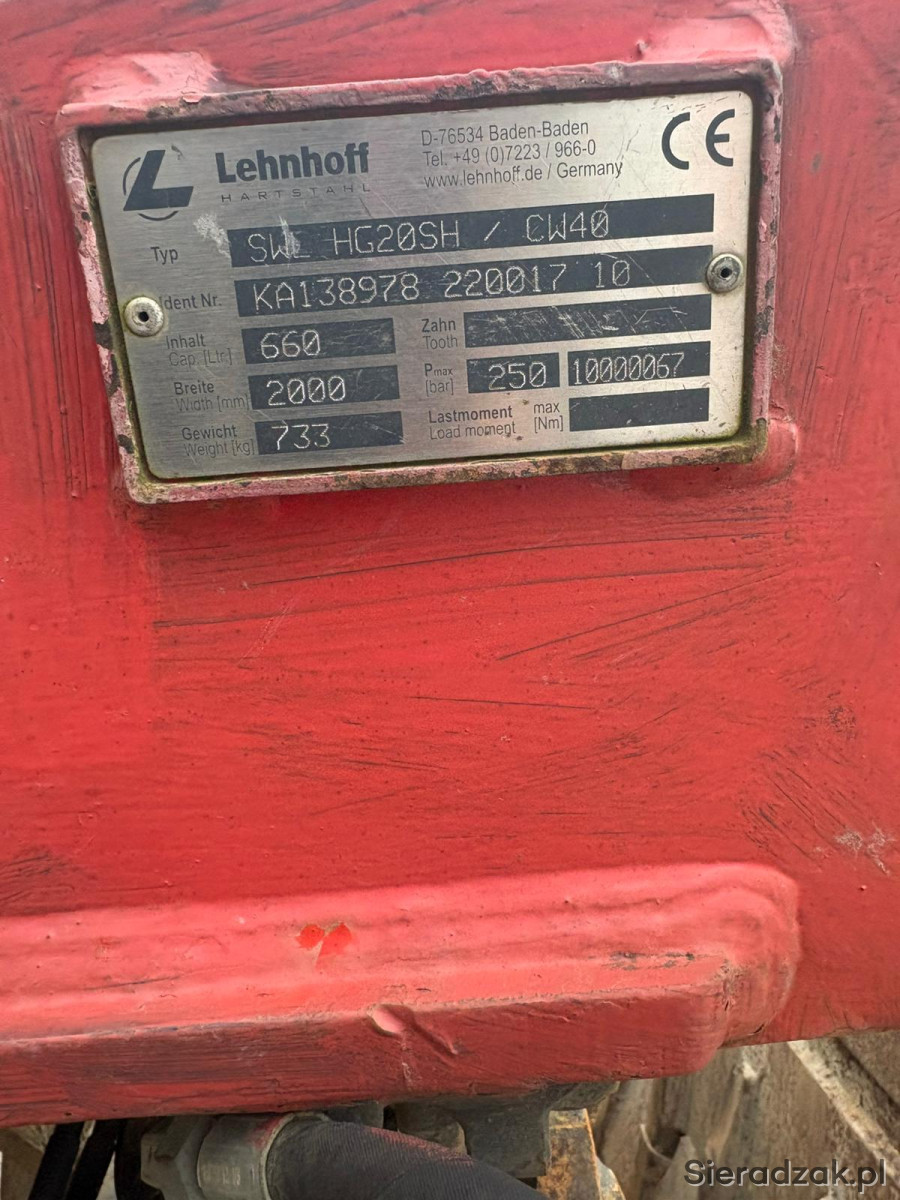 Lehnhoff
HARTSTAHL
D-76534 Baden-Baden
Tel. +49 (0)7223 / 966-0
www.lehnhoff.de / Germany
CE
Typ SWL HG20SH / CW40
Ident Nr. KA138978 220017 10
Inhalt
Cap. [Ltr.] 660
Zahn
Tooth
Breite
Width [mm] 2000
Pmax
[bar] 250 10000067
Gewicht
Weight [kg] 733
Lastmoment max
Load moment [Nm]
Sieradzak.pl